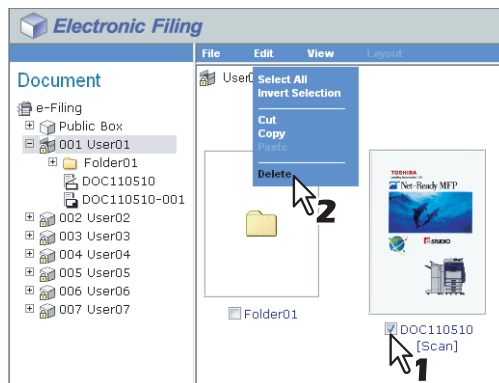 Electronic Filing
File Edit View Layout
Document
e-Filing
Public Box
001 User01
Folder01
DOC110510
DOC110510-001
002 User02
003 User03
004 User04
005 User05
006 User06
007 User07
Select All
Invert Selection
Cut
Copy
Paste
Delete
2
Folder01
TOSHIBA
Net-Ready MFP
e-STUDIO
DOC110510
[Scan]
1